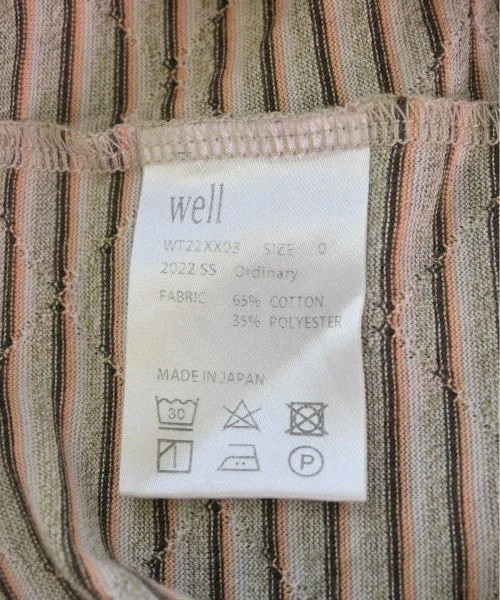 well
WT22XX03 SIZE 0
2022 SS Ordinary
FABRIC 65% COTTON
35% POLYESTER
MADE IN JAPAN
30
P